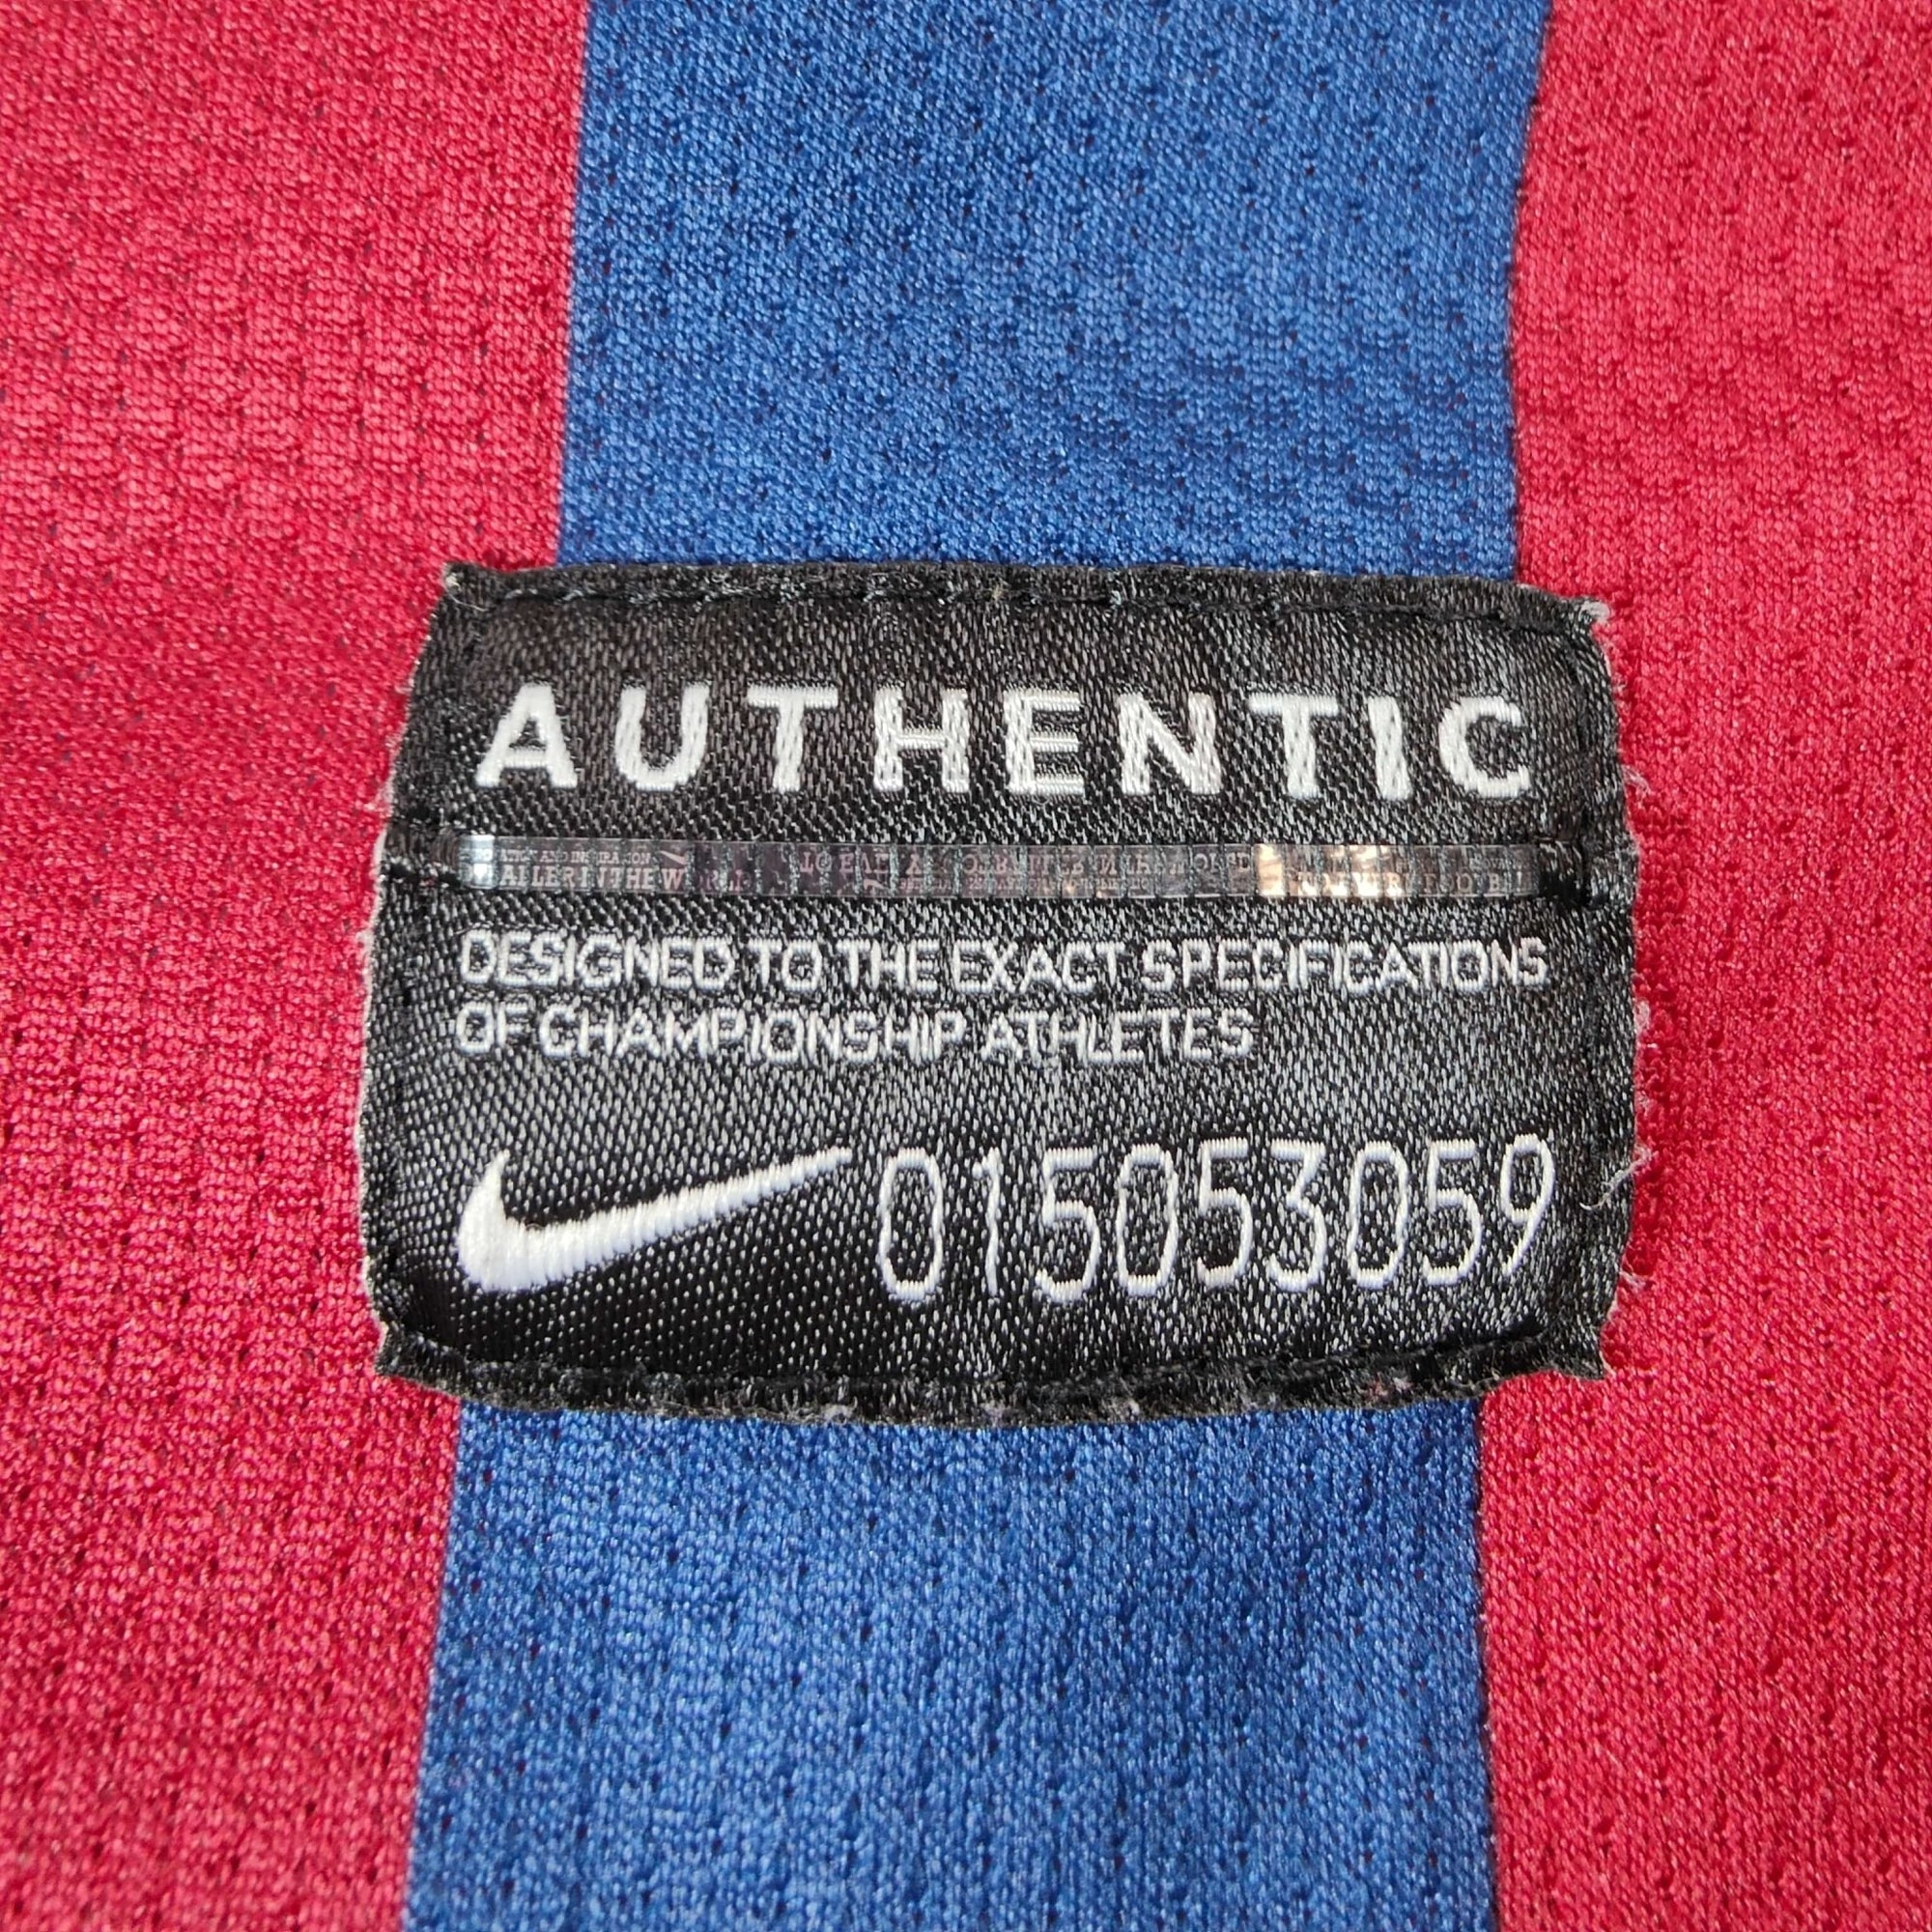 AUTHENTIC
DESIGNED TO THE EXACT SPECIFICATIONS
OF CHAMPIONSHIP ATHLETES
015053059